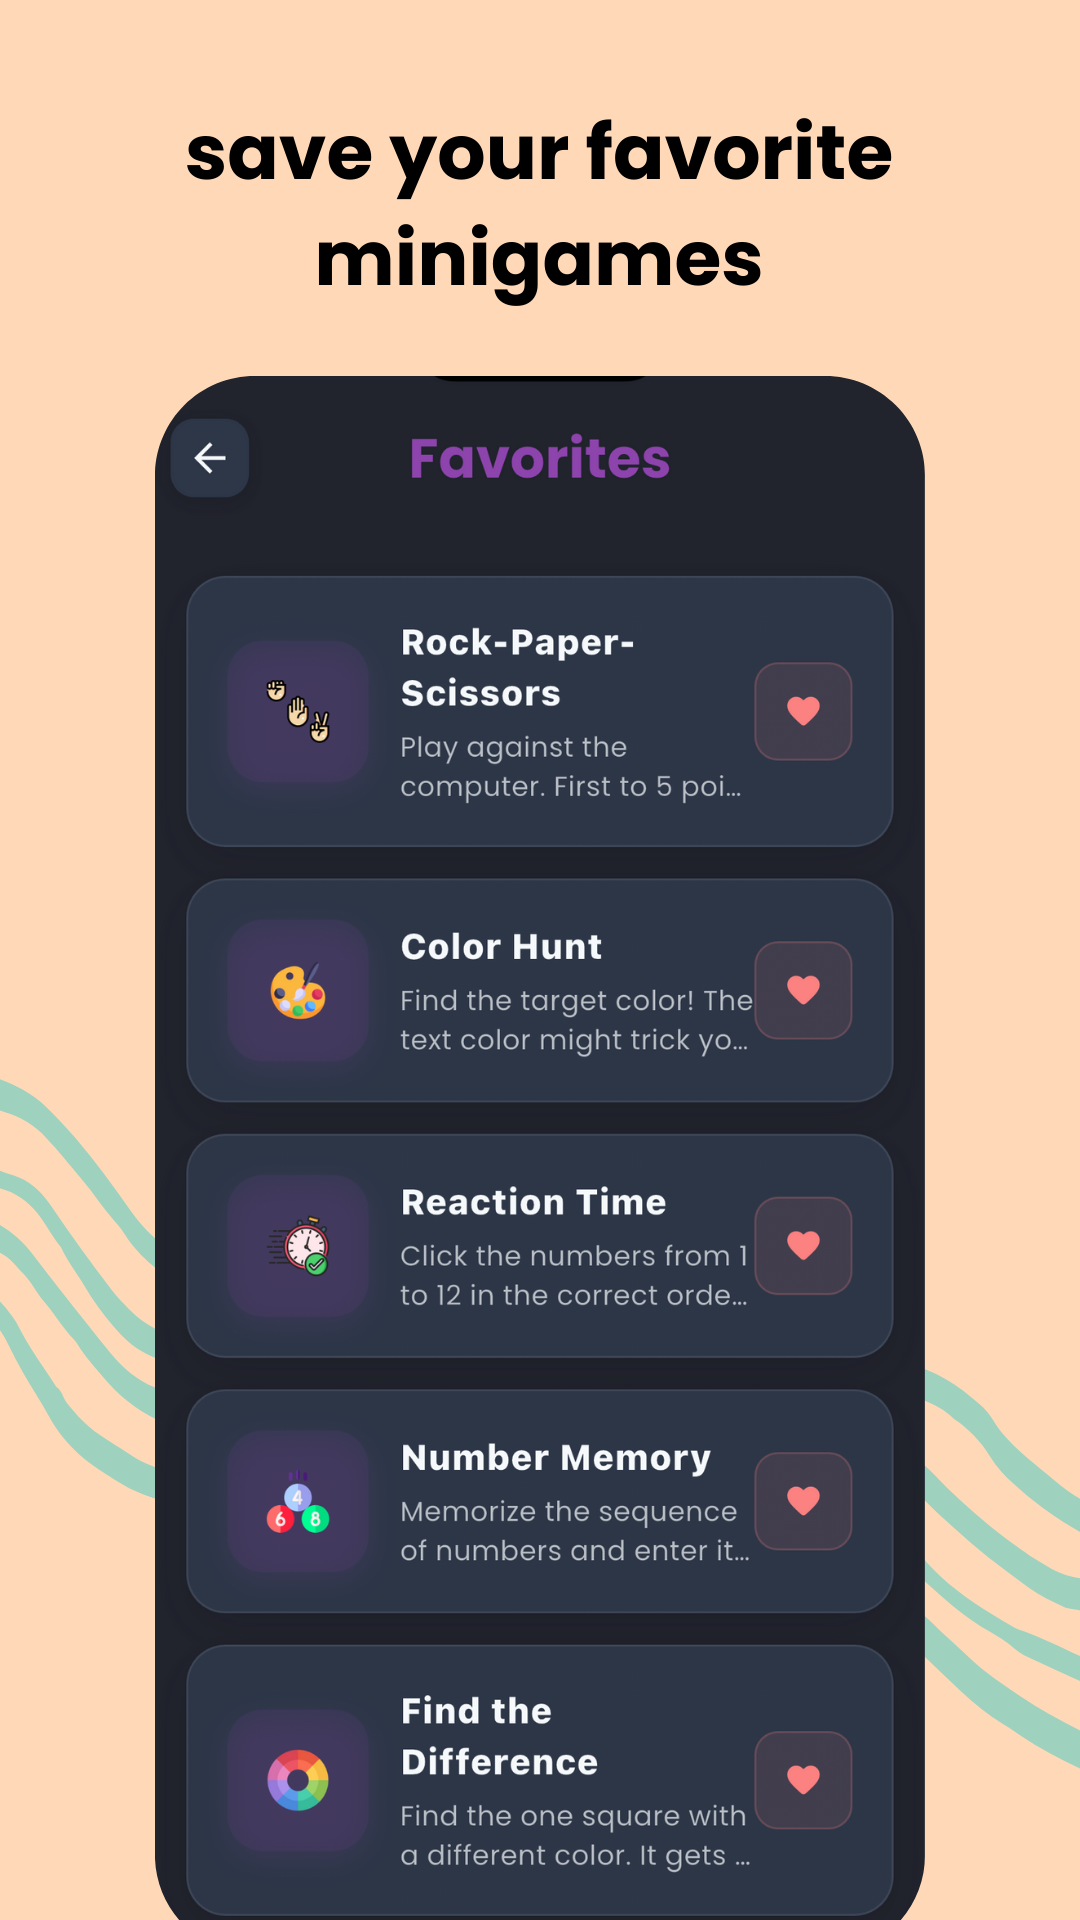 save your favorite
minigames
Favorites
Rock-Paper-
Scissors
Play against the
computer. First to 5 poi...
Color Hunt
Find the target color! The
text color might trick yo...
Reaction Time
Click the numbers from 1
to 12 in the correct orde...
Number Memory
Memorize the sequence
of numbers and enter it...
4
6 8
Find the
Difference
Find the one square with
a different color. It gets ...